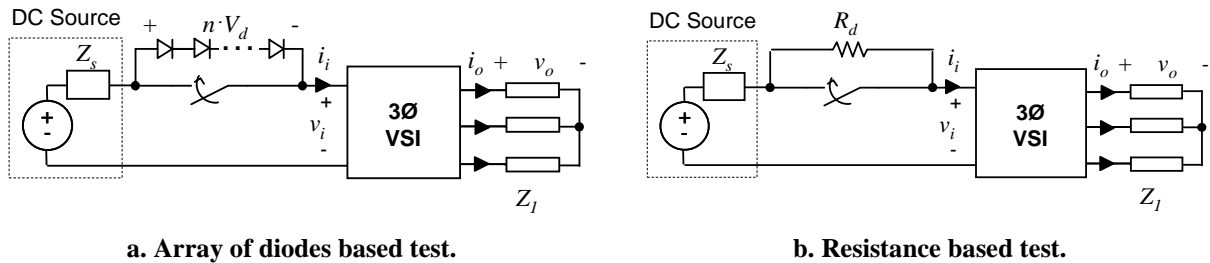 DC Source
Z_s
+ n·V_d -
i_i
+
v_i
-
+
-
3Ø
VSI
i_o + v_o -
Z_1
a. Array of diodes based test.
DC Source
Z_s
R_d
i_i
+
v_i
-
+
-
3Ø
VSI
i_o + v_o -
Z_1
b. Resistance based test.